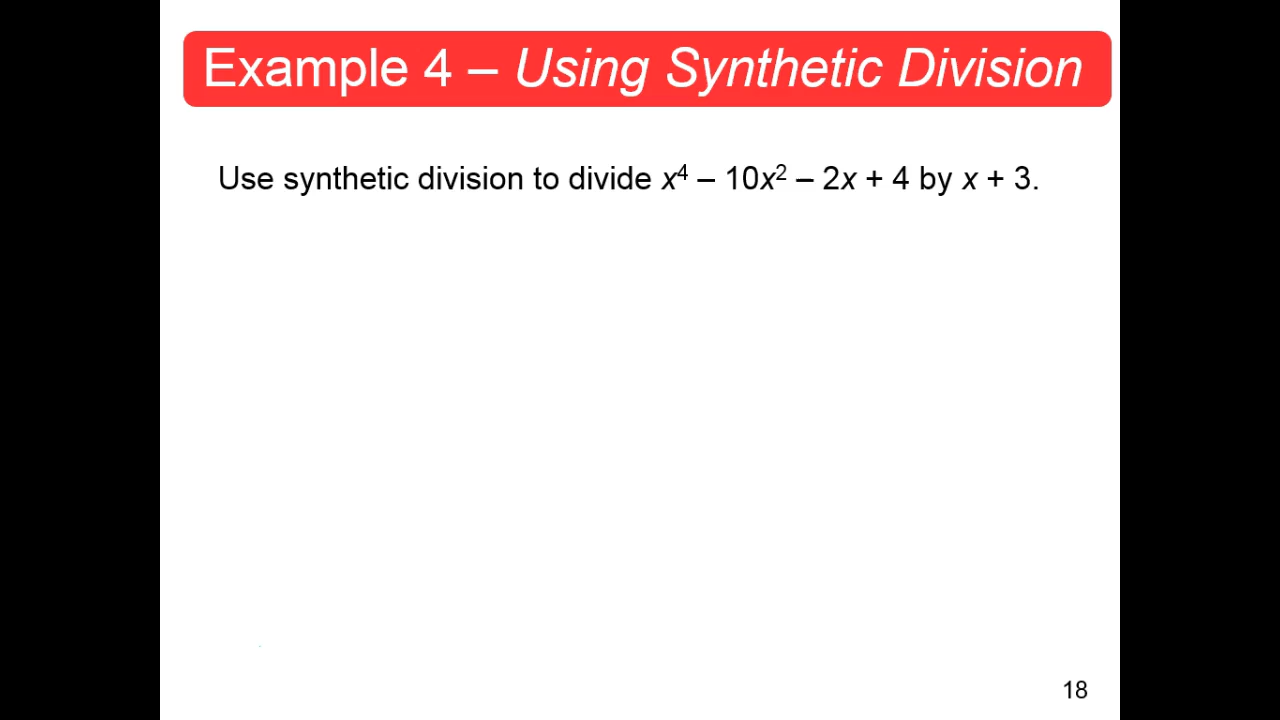 Example 4 – Using Synthetic Division
Use synthetic division to divide x⁴ – 10x² – 2x + 4 by x + 3.
18